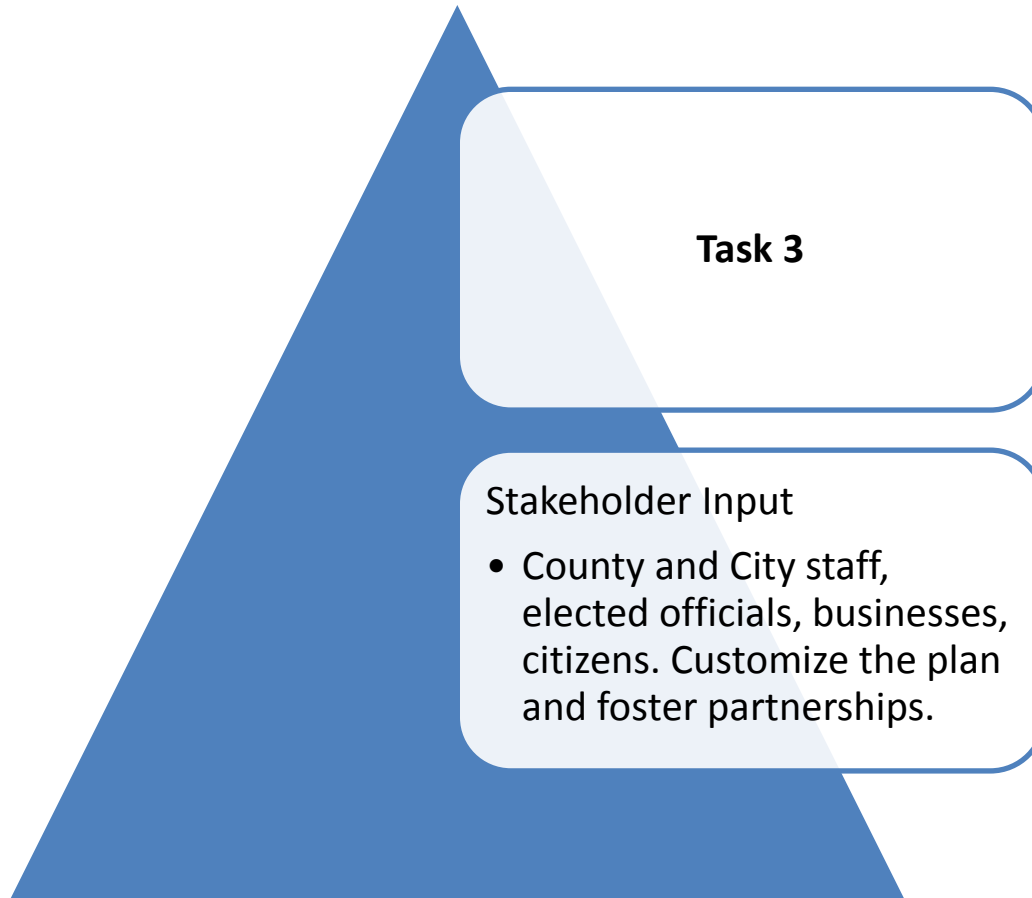 Task 3
Stakeholder Input
• County and City staff,
elected officials, businesses,
citizens. Customize the plan
and foster partnerships.